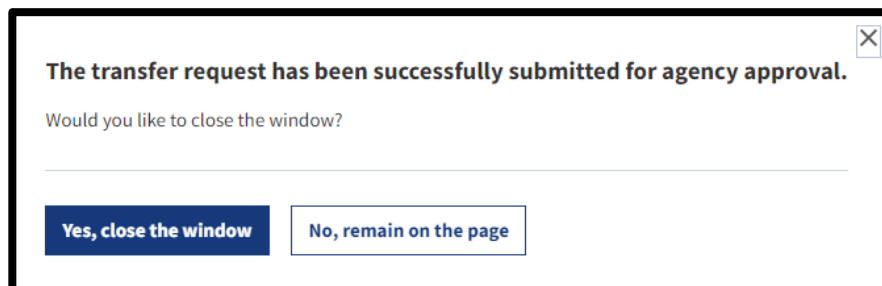 The transfer request has been successfully submitted for agency approval.
Would you like to close the window?
Yes, close the window
No, remain on the page